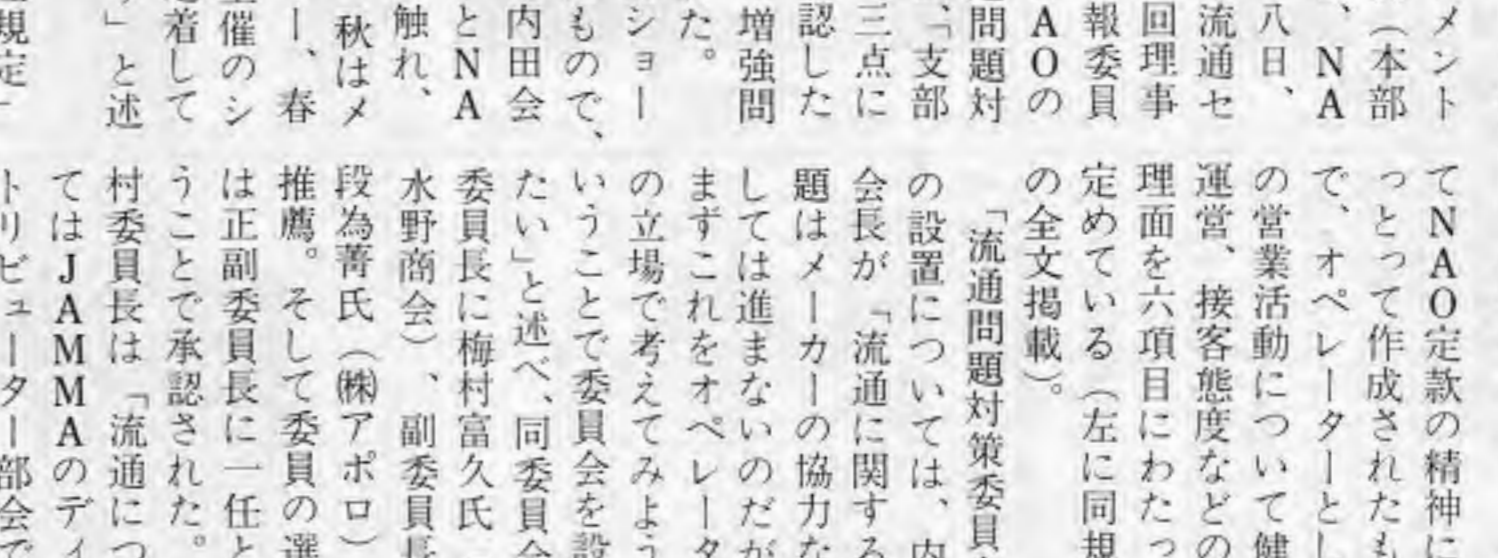 メント
（本部
、NA
八日、
流通セ
回理事
報委員
AOの
問題対
、「支部
三点に
認した
増強問
た。
ショー
もので、
内田会
とNA
触れ、
秋はメ
ー、春
催のシ
着して
」と述
規定」
てNAO定款の精神に
っとって作成されたも
で、オペレーターとし
の営業活動について健
運営、接客態度などの
理面を六項目にわたっ
定めている（左に同規
の全文掲載）。
「流通問題対策委員
の設置については、内
会長が「流通に関する
題はメーカーの協力な
しては進まないのだが
まずこれをオペレータ
の立場で考えてみよう
いうことで委員会を設
たい」と述べ、同委員会
委員長に梅村富久氏
水野商会）、副委員長
段為菁氏（㈱アポロ）
推薦。そして委員の選
は正副委員長に一任と
うことで承認された。
村委員長は「流通につ
てはJAMMAのディ
トリビューター部会で